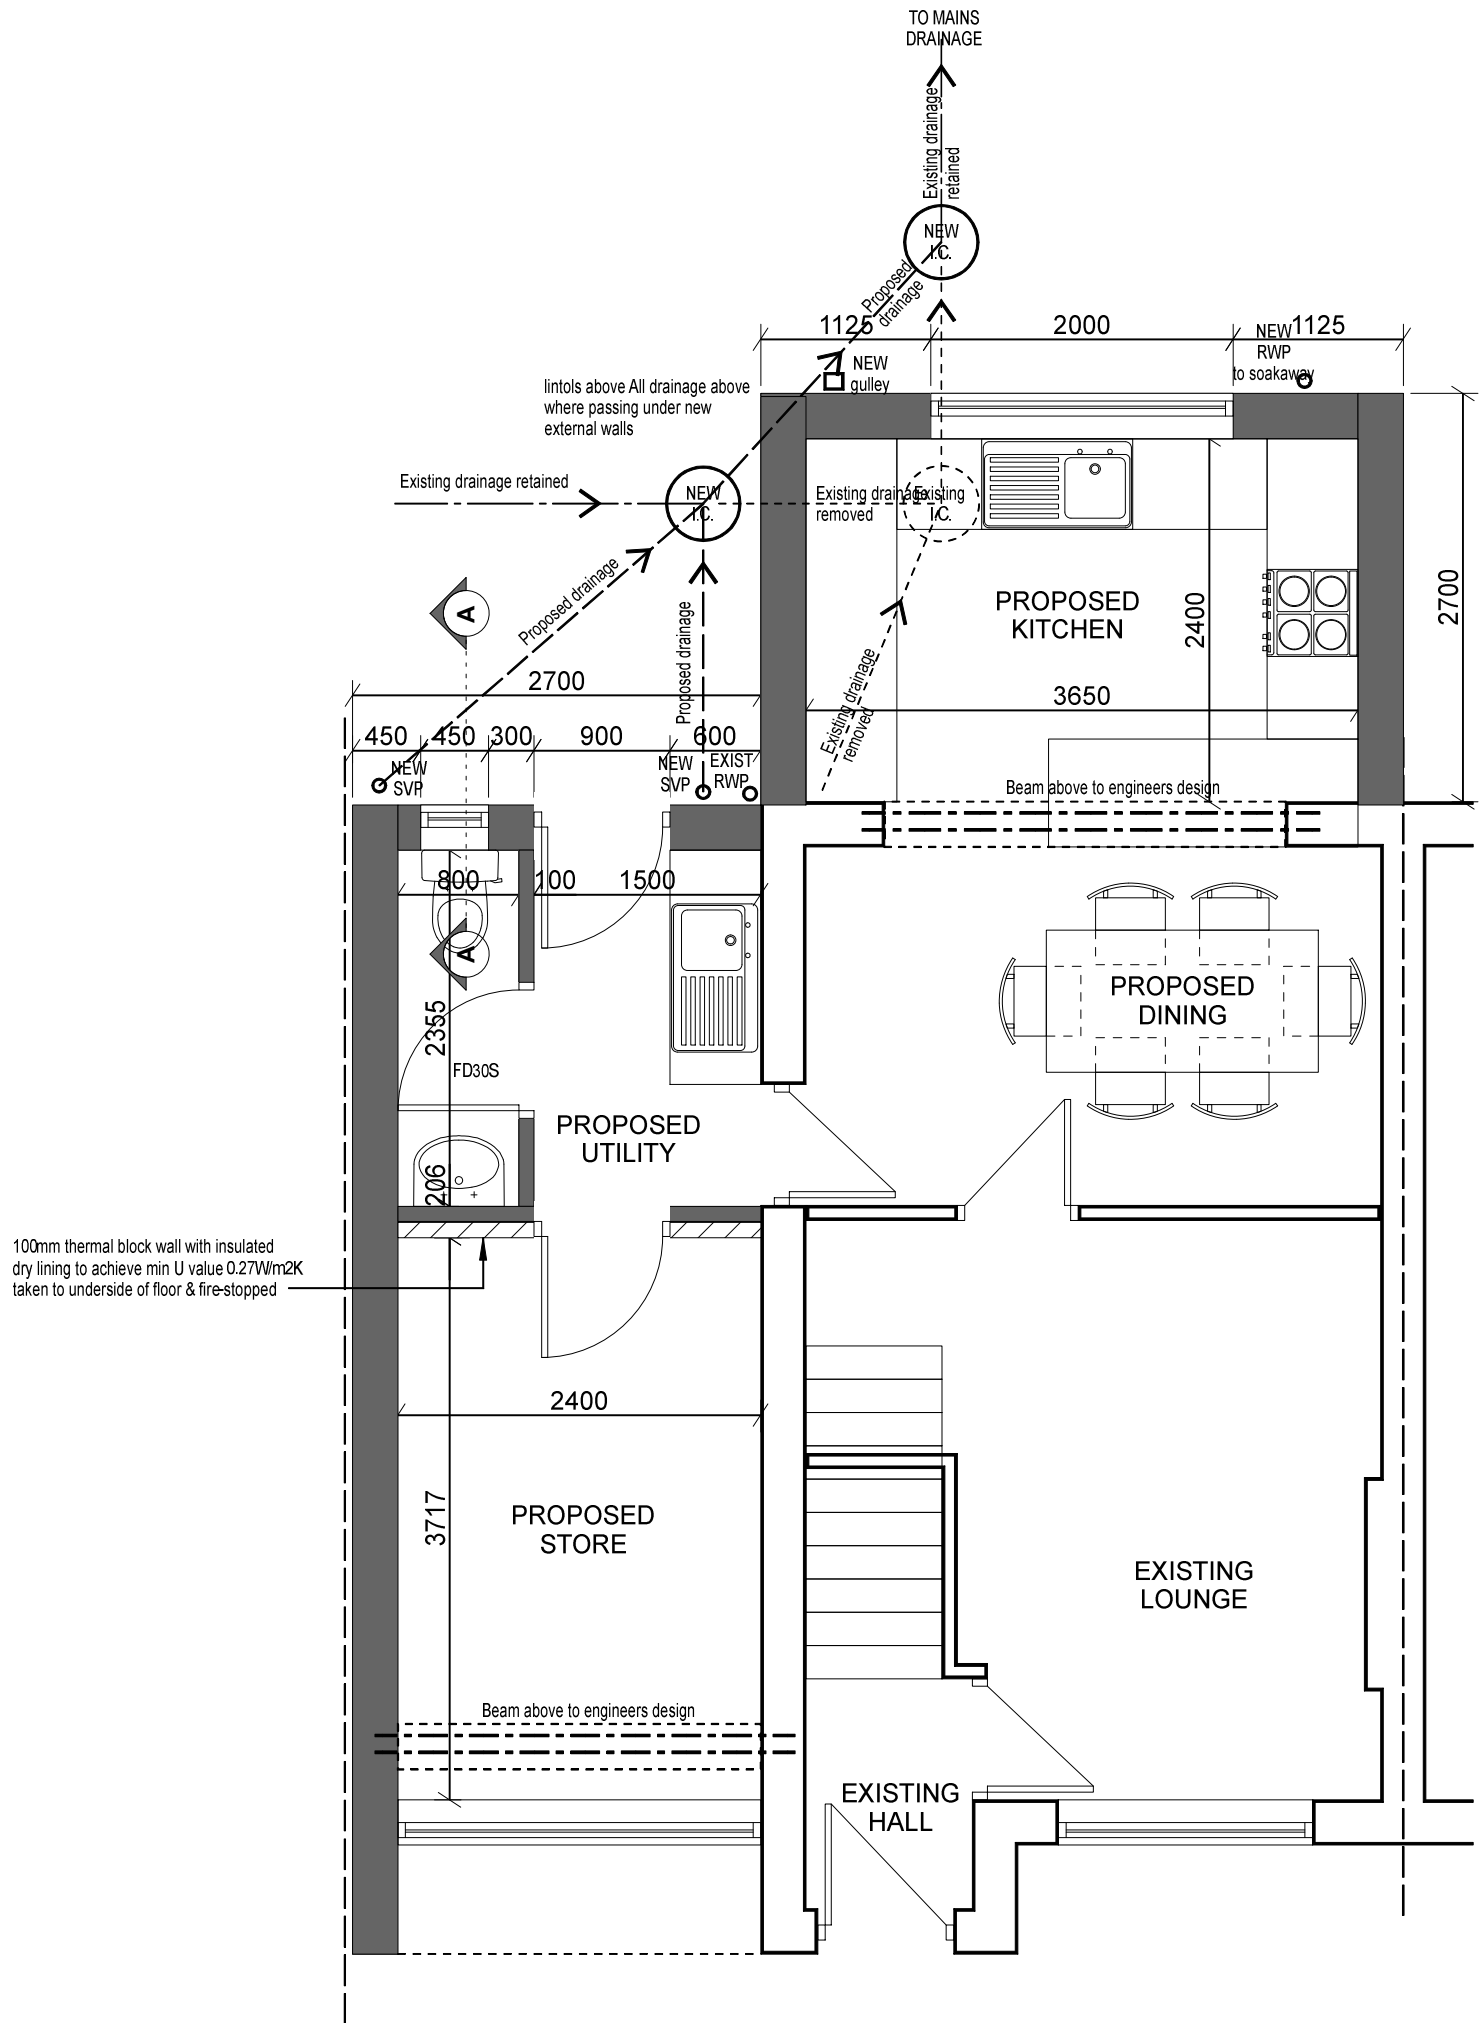 TO MAINS
DRAINAGE
Existing drainage
retained
NEW
I.C.
Proposed
drainage
1125
2000
1125
NEW
RWP
to soakaway
NEW
gulley
lintols above All drainage above
where passing under new
external walls
Existing drainage retained
NEW
I.C.
Existing drainage
removed
Existing
I.C.
Proposed drainage
A
Proposed drainage
PROPOSED
KITCHEN
2400
2700
3650
Existing drainage
removed
2700
450
450
300
900
600
NEW
SVP
NEW
SVP
EXIST
RWP
Beam above to engineers design
800
100
1500
A
2355
FD30S
206
PROPOSED
UTILITY
PROPOSED
DINING
100mm thermal block wall with insulated
dry lining to achieve min U value 0.27W/m2K
taken to underside of floor & fire-stopped
2400
3717
PROPOSED
STORE
EXISTING
LOUNGE
Beam above to engineers design
EXISTING
HALL